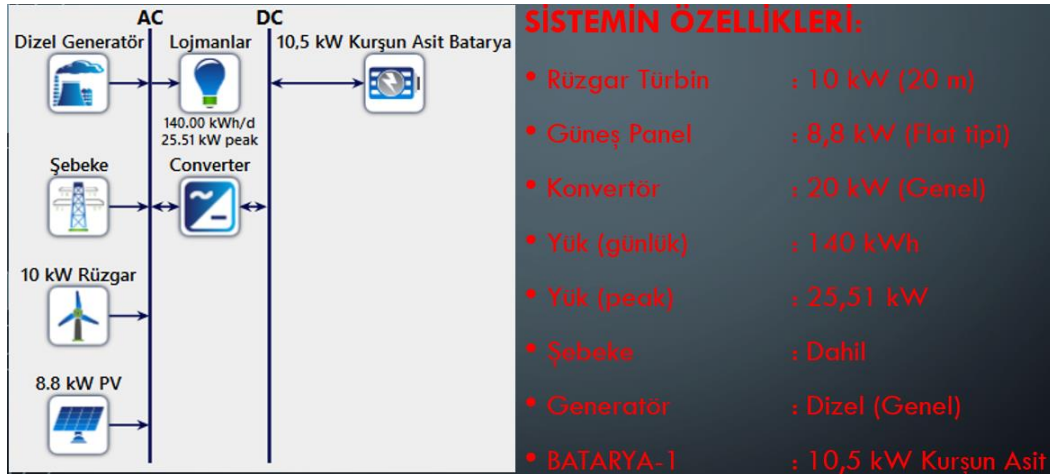 AC DC
Dizel Generatör
Lojmanlar
10,5 kW Kurşun Asit Batarya
140.00 kWh/d
25.51 kW peak
Şebeke
Converter
10 kW Rüzgar
8.8 kW PV
SİSTEMİN ÖZELLİKLERİ:
• Rüzgar Türbin : 10 kW (20 m)
• Güneş Panel : 8,8 kW (Flat tipi)
• Konvertör : 20 kW (Genel)
• Yük (günlük) : 140 kWh
• Yük (peak) : 25,51 kW
• Şebeke : Dahil
• Generatör : Dizel (Genel)
• BATARYA-1 : 10,5 kW Kurşun Asit